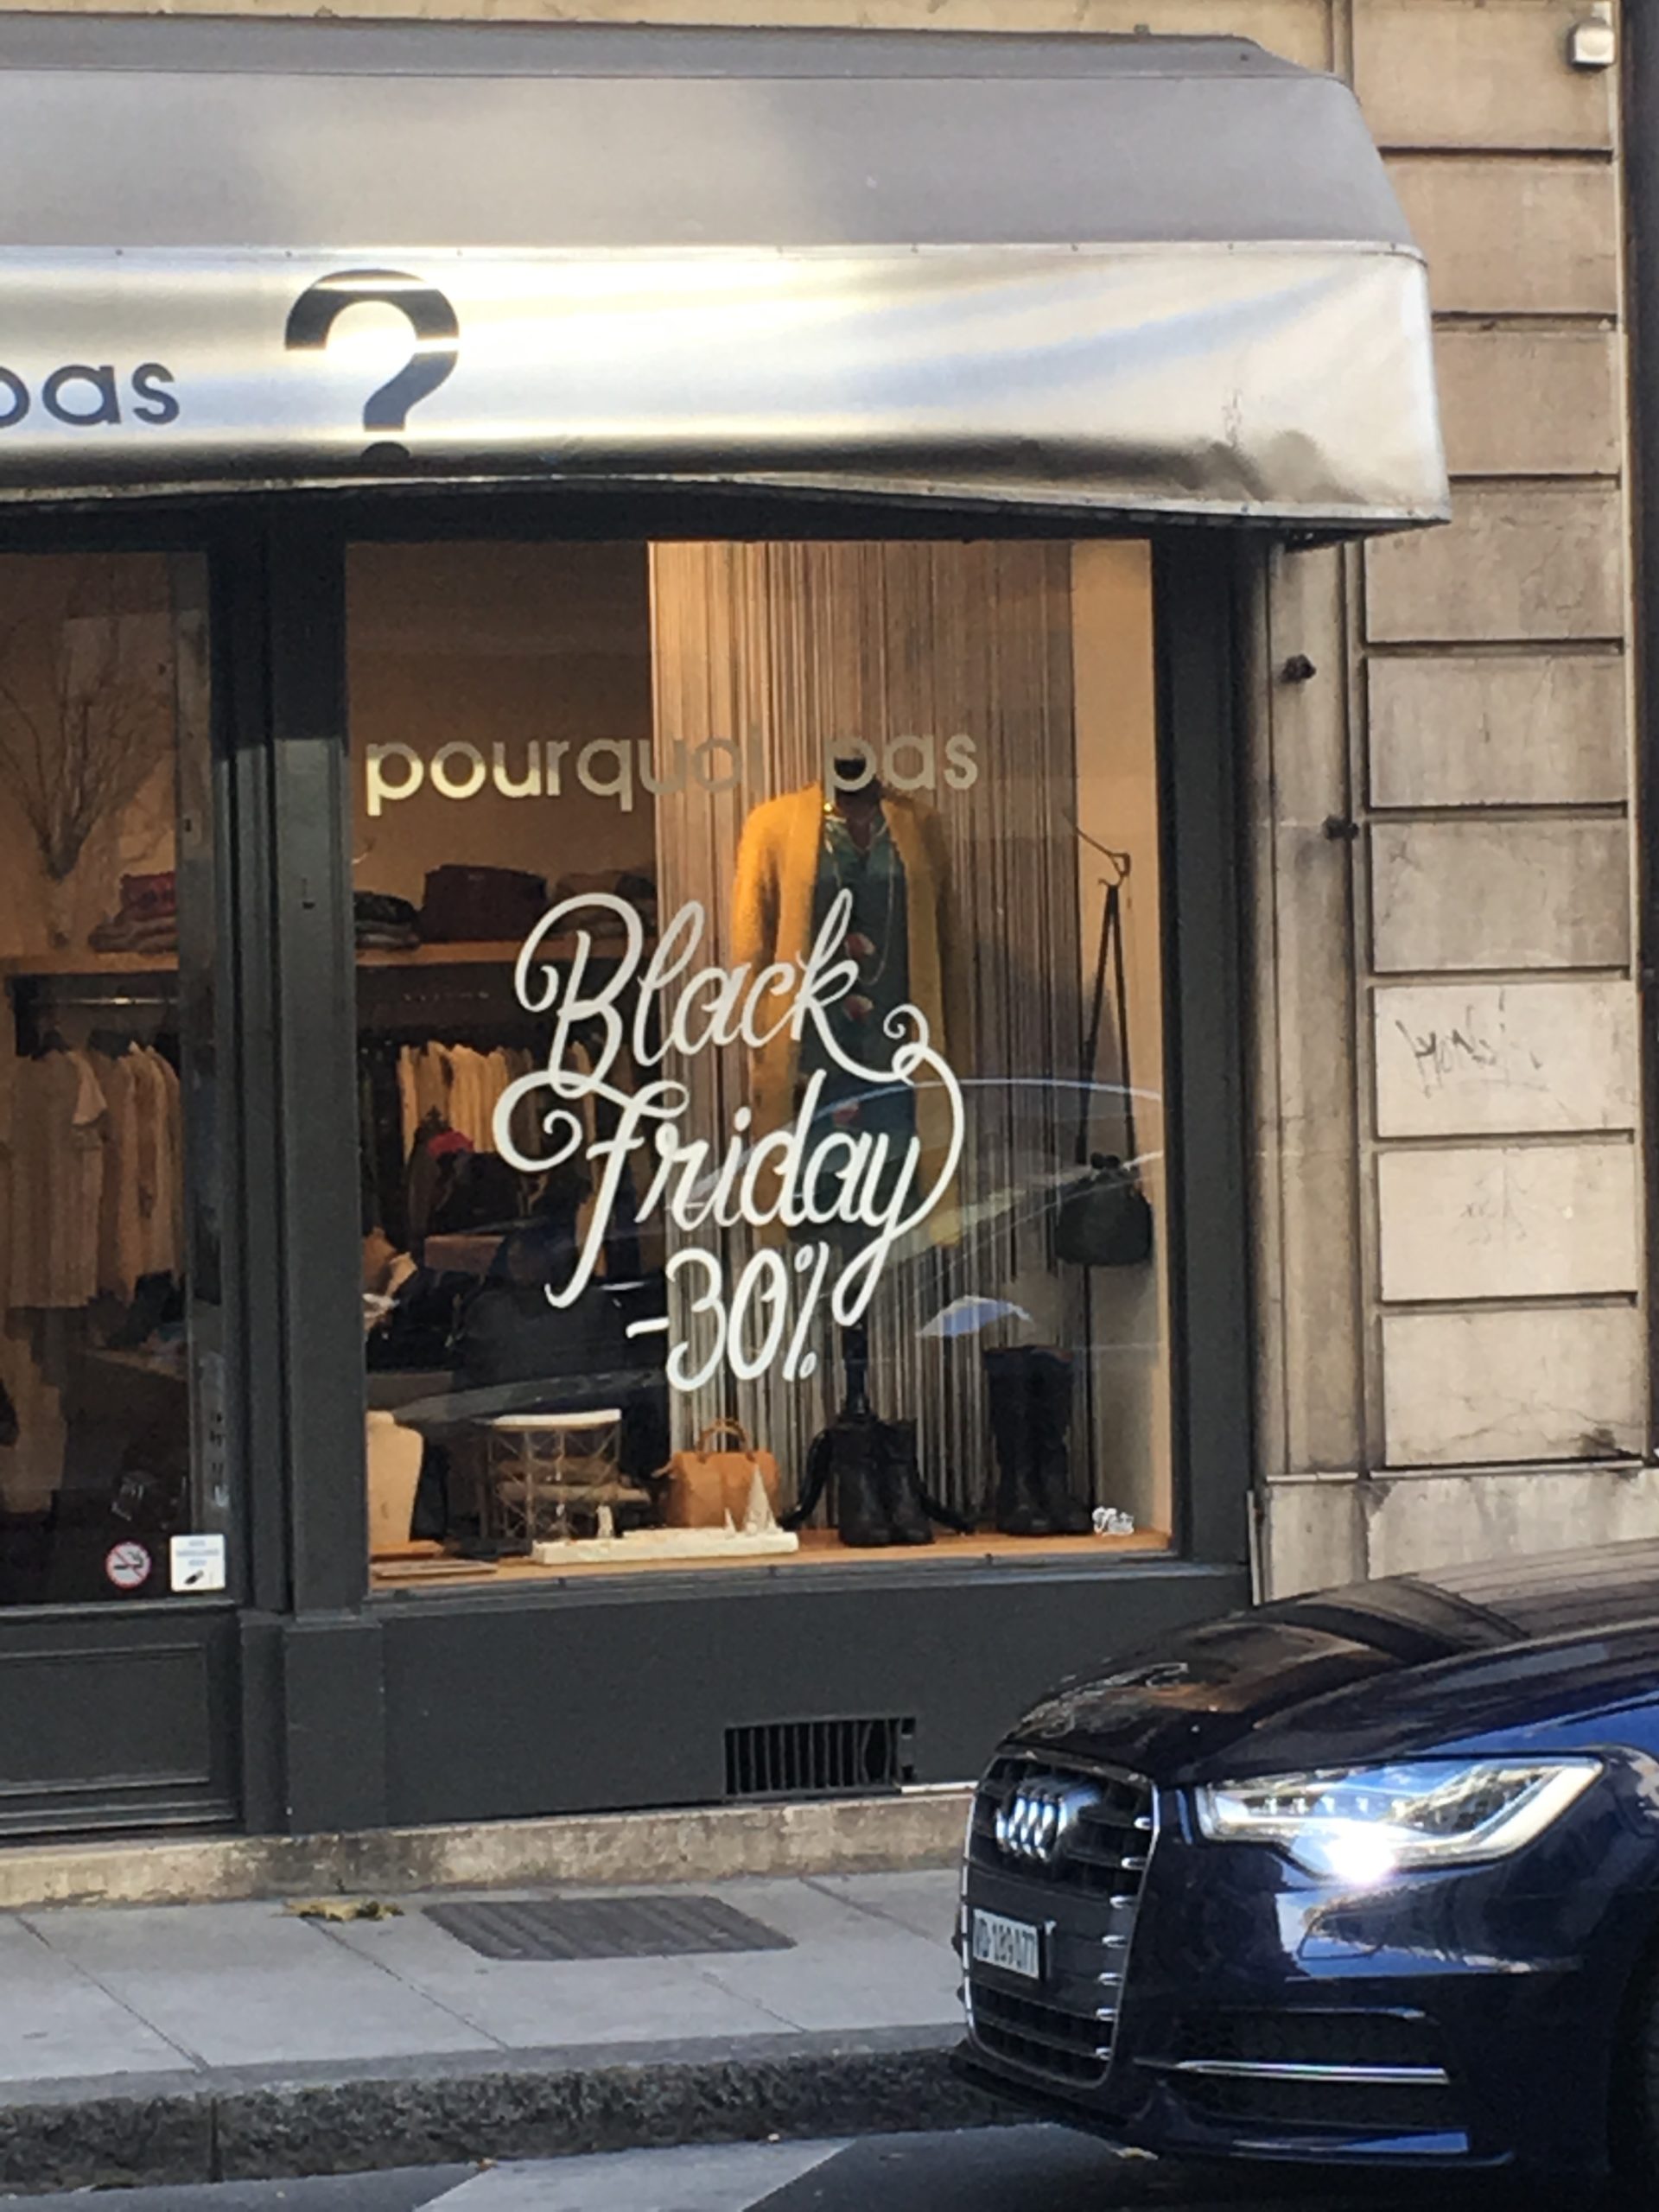 pas ?
pourquoi pas
Black
Friday
-30%